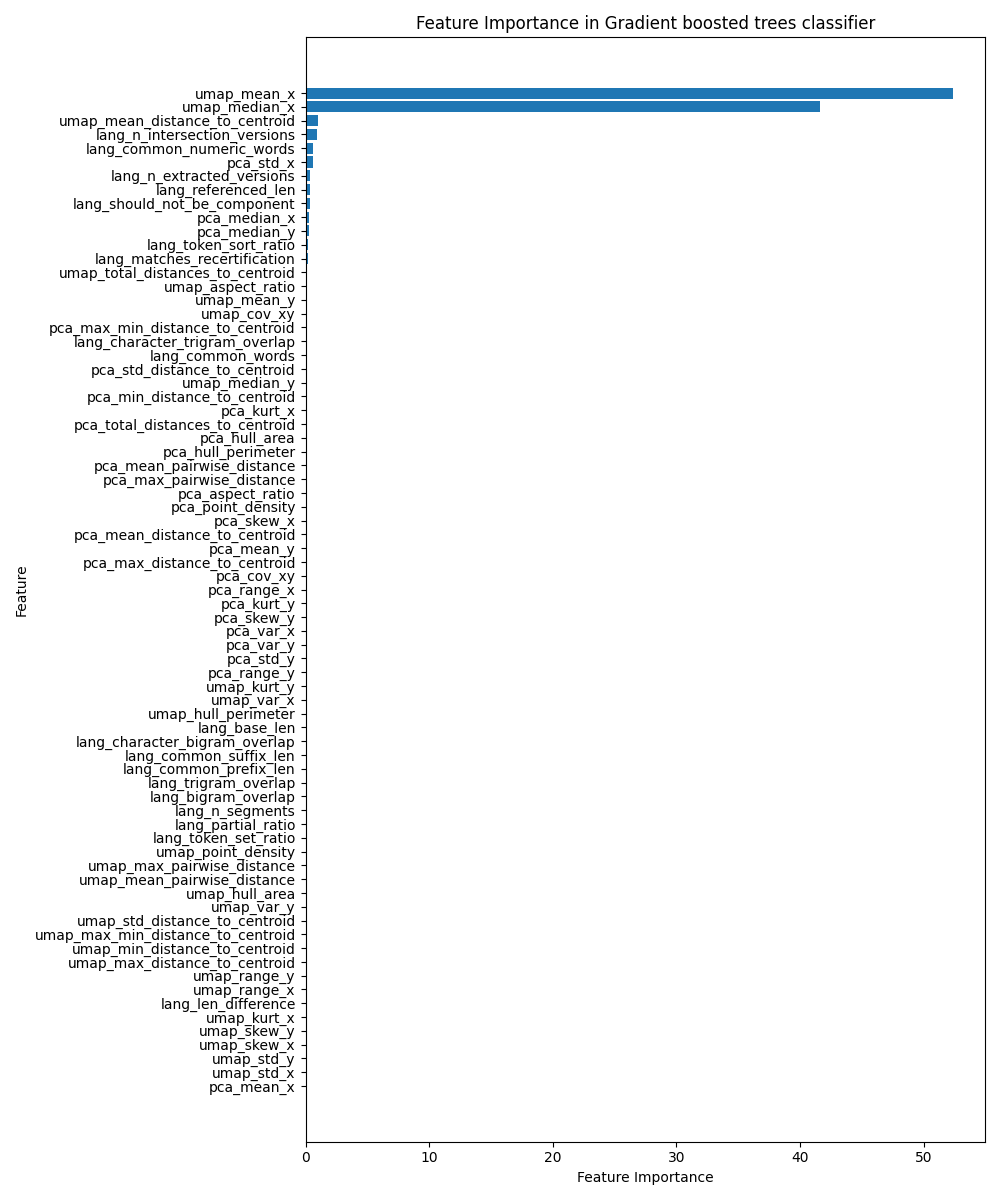 Feature Importance in Gradient boosted trees classifier
umap_mean_x
umap_median_x
umap_mean_distance_to_centroid
lang_n_intersection_versions
lang_common_numeric_words
pca_std_x
lang_n_extracted_versions
lang_referenced_len
lang_should_not_be_component
pca_median_x
pca_median_y
lang_token_sort_ratio
lang_matches_recertification
umap_total_distances_to_centroid
umap_aspect_ratio
umap_mean_y
umap_cov_xy
pca_max_min_distance_to_centroid
lang_character_trigram_overlap
lang_common_words
pca_std_distance_to_centroid
umap_median_y
pca_min_distance_to_centroid
pca_kurt_x
pca_total_distances_to_centroid
pca_hull_area
pca_hull_perimeter
pca_mean_pairwise_distance
pca_max_pairwise_distance
pca_aspect_ratio
pca_point_density
pca_skew_x
pca_mean_distance_to_centroid
pca_mean_y
pca_max_distance_to_centroid
pca_cov_xy
pca_range_x
pca_kurt_y
pca_skew_y
pca_var_x
pca_var_y
pca_std_y
pca_range_y
umap_kurt_y
umap_var_x
umap_hull_perimeter
lang_base_len
lang_character_bigram_overlap
lang_common_suffix_len
lang_common_prefix_len
lang_trigram_overlap
lang_bigram_overlap
lang_n_segments
lang_partial_ratio
lang_token_set_ratio
umap_point_density
umap_max_pairwise_distance
umap_mean_pairwise_distance
umap_hull_area
umap_var_y
umap_std_distance_to_centroid
umap_max_min_distance_to_centroid
umap_min_distance_to_centroid
umap_max_distance_to_centroid
umap_range_y
umap_range_x
lang_len_difference
umap_kurt_x
umap_skew_y
umap_skew_x
umap_std_y
umap_std_x
pca_mean_x
Feature
0 10 20 30 40 50
Feature Importance